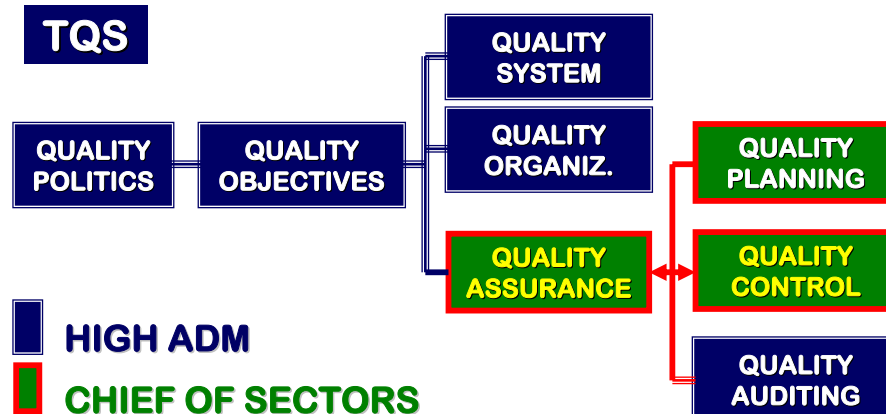 TQS
QUALITY
SYSTEM
QUALITY
POLITICS
QUALITY
OBJECTIVES
QUALITY
ORGANIZ.
QUALITY
PLANNING
QUALITY
ASSURANCE
QUALITY
CONTROL
QUALITY
AUDITING
HIGH ADM
CHIEF OF SECTORS